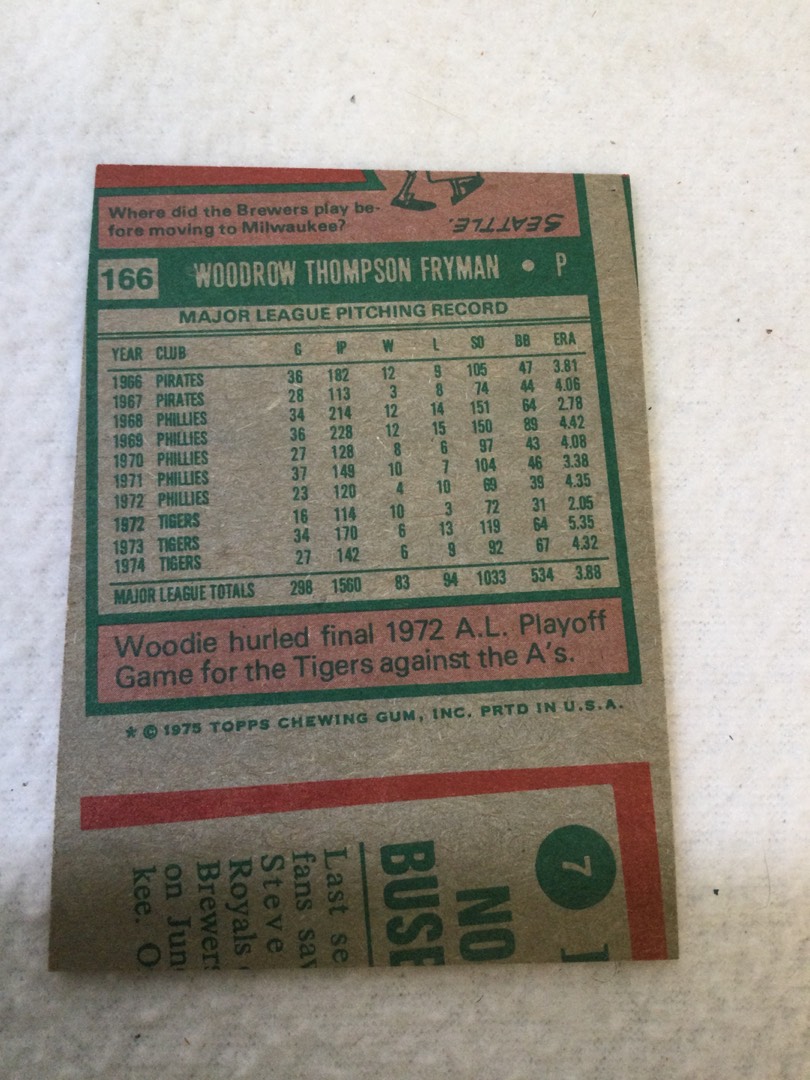 Where did the Brewers play be-
fore moving to Milwaukee?
SEATTLE.
166 WOODROW THOMPSON FRYMAN • P
MAJOR LEAGUE PITCHING RECORD
YEAR CLUB G IP W L SO BB ERA
1966 PIRATES 36 182 12 9 105 47 3.81
1967 PIRATES 28 113 3 8 74 44 4.06
1968 PHILLIES 34 214 12 14 151 64 2.78
1969 PHILLIES 36 228 12 15 150 89 4.42
1970 PHILLIES 27 128 8 6 97 43 4.08
1971 PHILLIES 37 149 10 7 104 46 3.38
1972 PHILLIES 23 120 4 10 69 39 4.35
1972 TIGERS 16 114 10 3 72 31 2.05
1973 TIGERS 34 170 6 13 119 64 5.35
1974 TIGERS 27 142 6 9 92 67 4.32
MAJOR LEAGUE TOTALS 298 1560 83 94 1033 534 3.88
Woodie hurled final 1972 A.L. Playoff
Game for the Tigers against the A's.
* © 1975 TOPPS CHEWING GUM, INC. PRTD IN U.S.A.
7
NO
BUSE
Last se
fans sav
Steve
Royals
Brewers
on Jun
kee. O